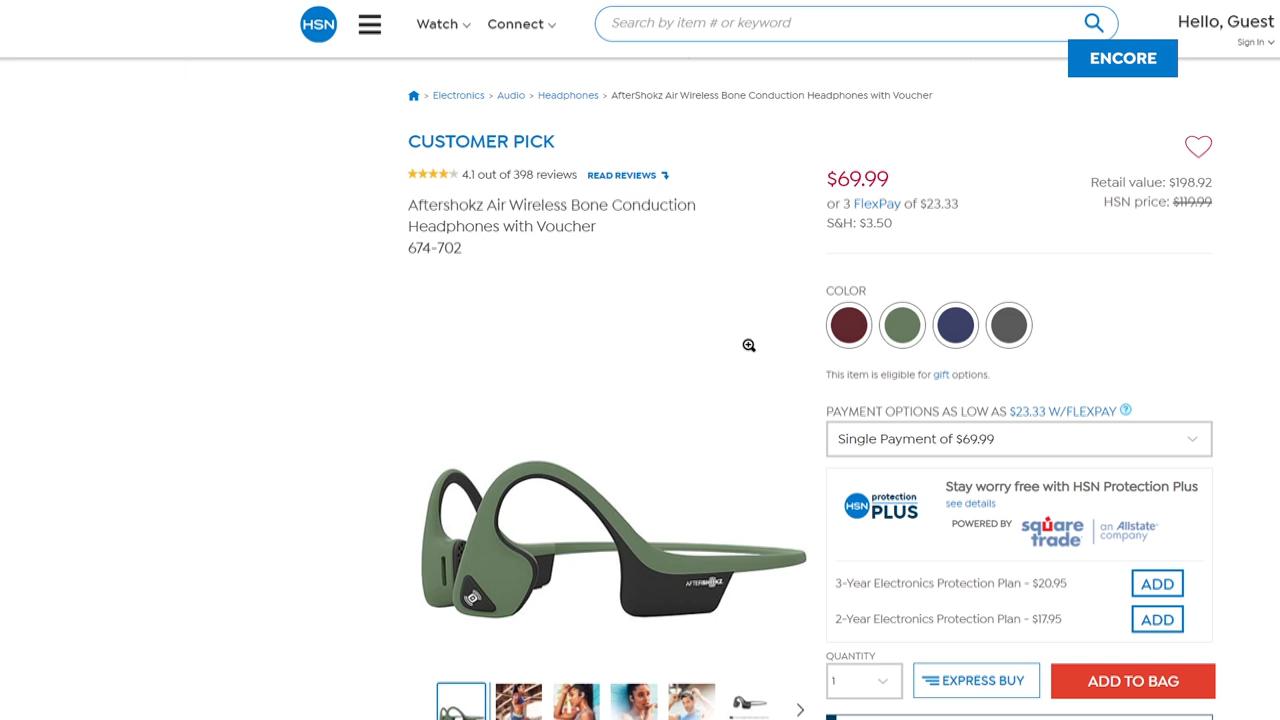 HSN
Watch
Connect
Search by item # or keyword
Hello, Guest
Sign In
ENCORE
> Electronics > Audio > Headphones > AfterShokz Air Wireless Bone Conduction Headphones with Voucher
CUSTOMER PICK
4.1 out of 398 reviews READ REVIEWS
Aftershokz Air Wireless Bone Conduction
Headphones with Voucher
674-702
$69.99
or 3 FlexPay of $23.33
S&H: $3.50
Retail value: $198.92
HSN price: $119.99
COLOR
This item is eligible for gift options.
PAYMENT OPTIONS AS LOW AS $23.33 W/FLEXPAY ?
Single Payment of $69.99
HSN protection PLUS
Stay worry free with HSN Protection Plus
see details
POWERED BY square trade | an Allstate company
3-Year Electronics Protection Plan - $20.95 ADD
2-Year Electronics Protection Plan - $17.95 ADD
QUANTITY
1
EXPRESS BUY
ADD TO BAG
AFTERSHOKZ